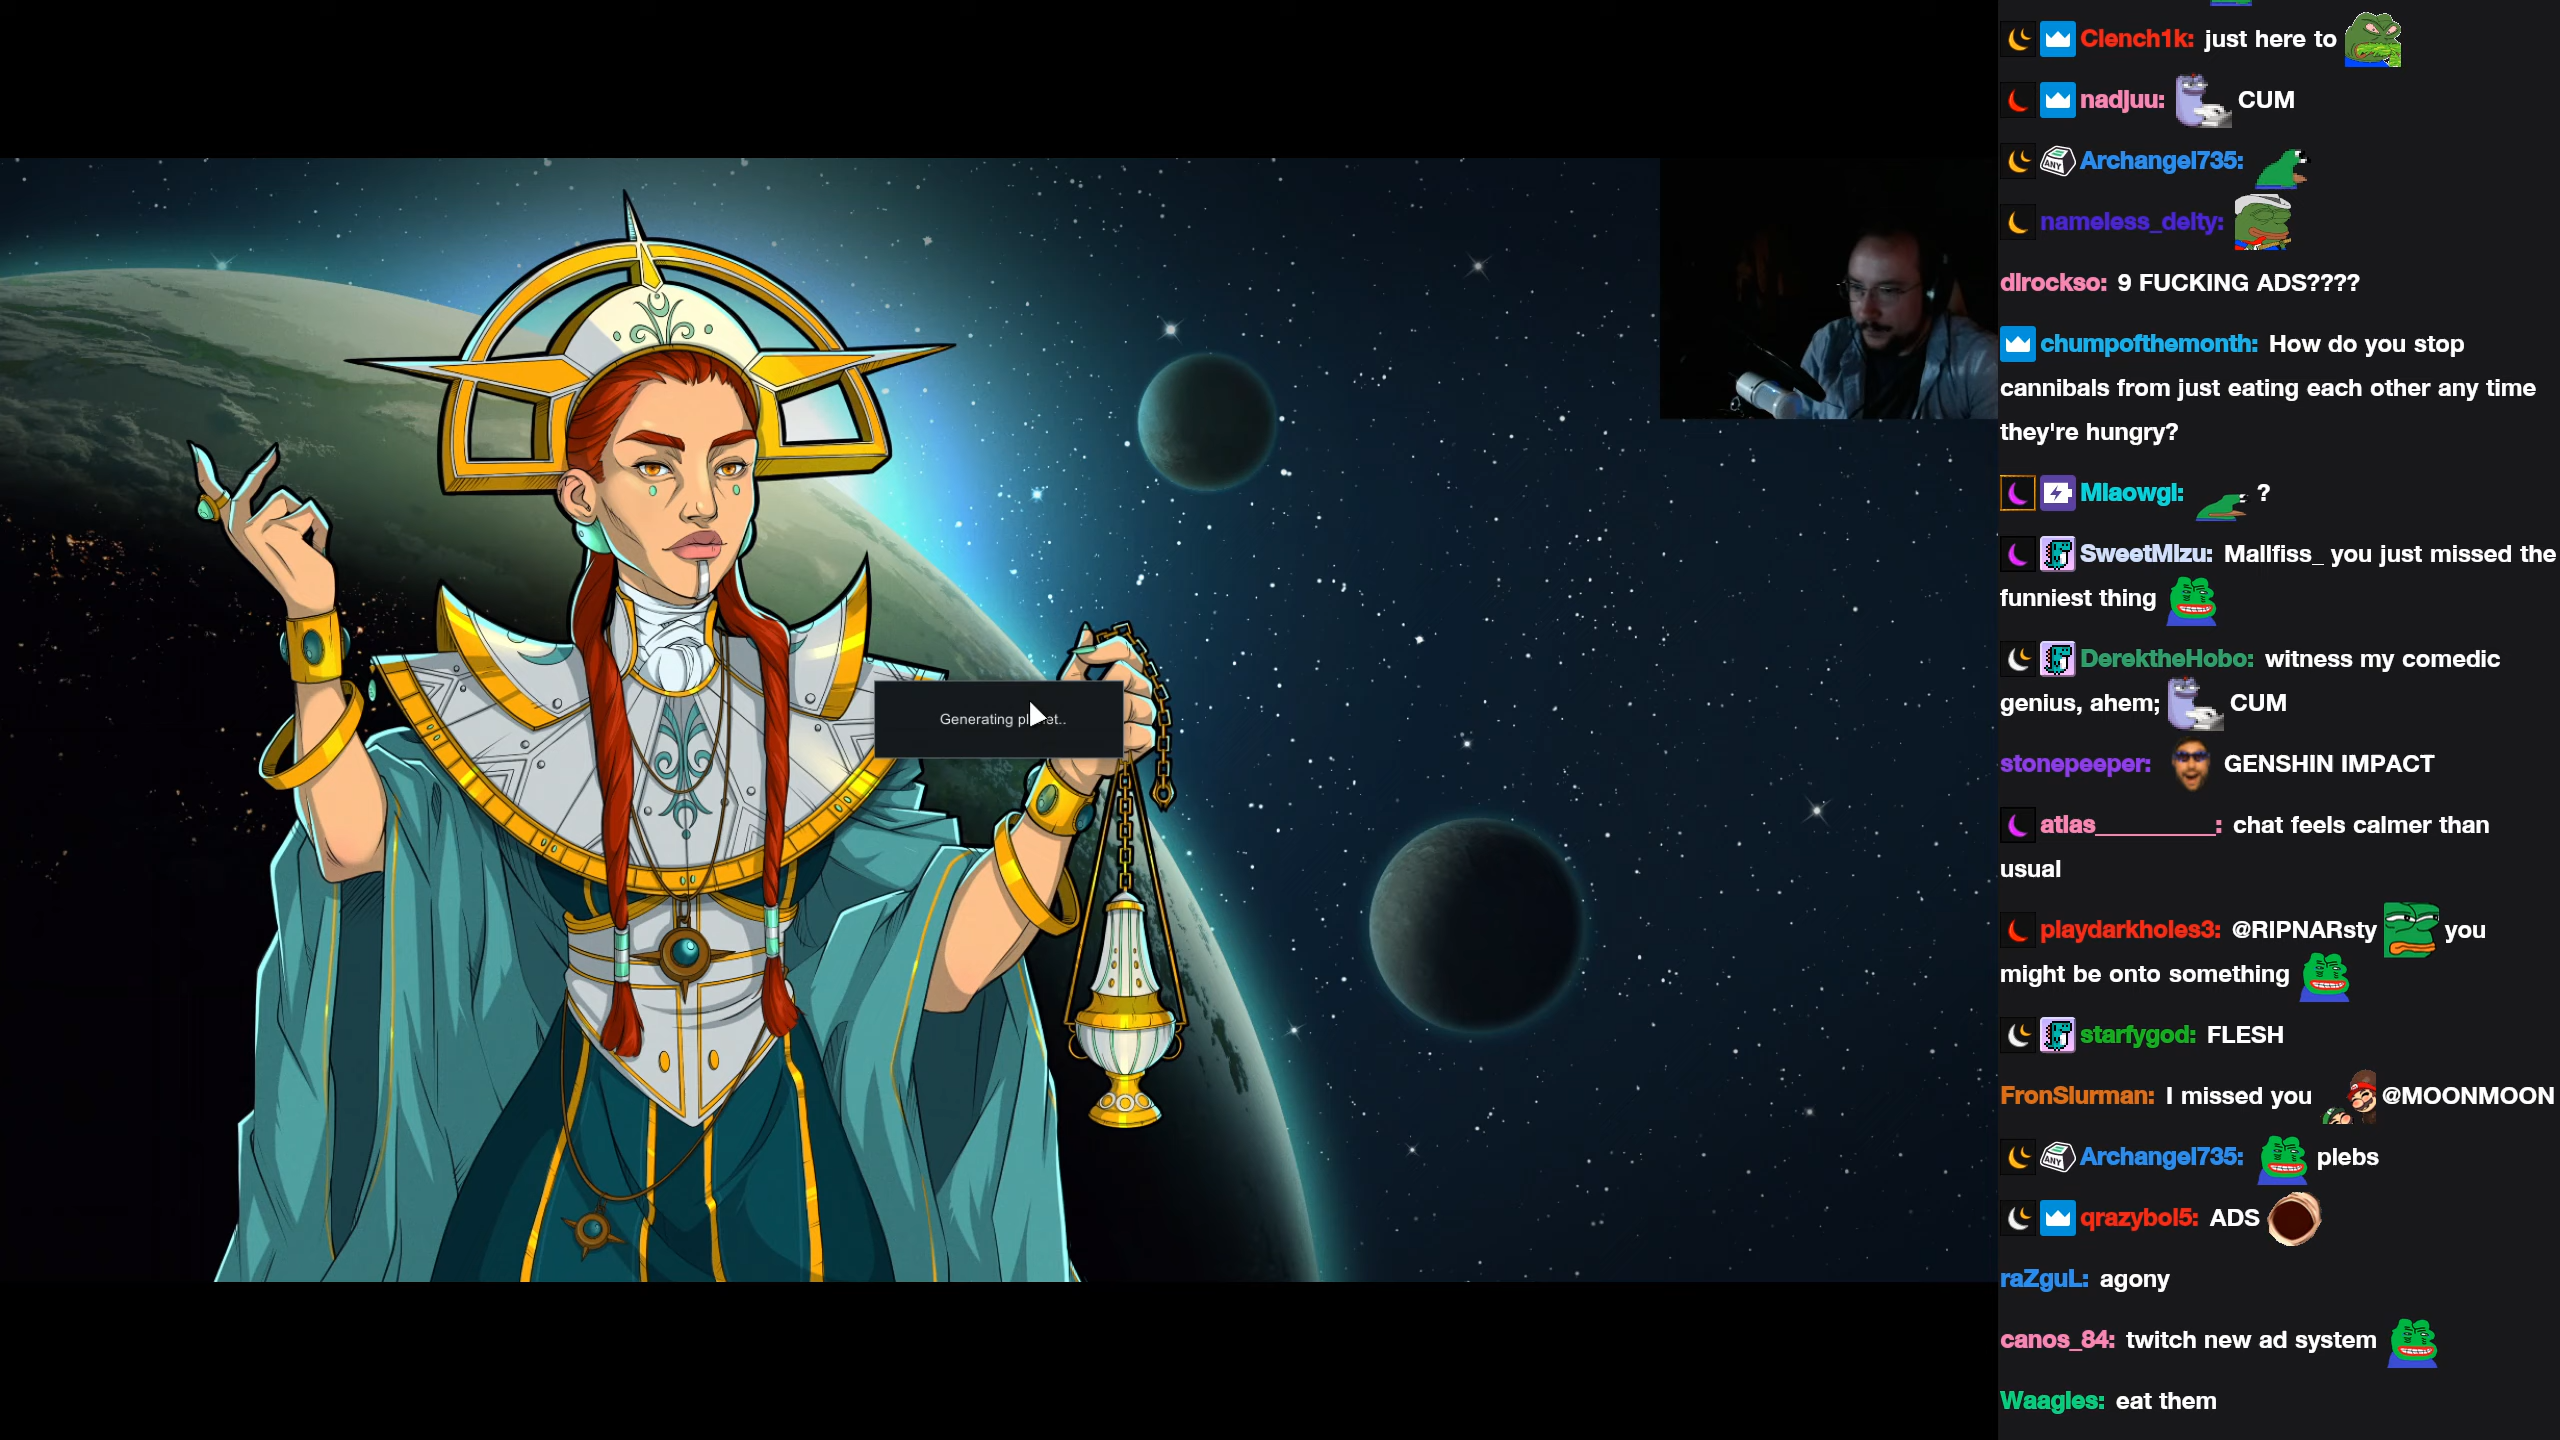 Generating pl et..
Clench1k: just here to
nadjuu: CUM
Archangel735:
nameless_deity:
dlrockso: 9 FUCKING ADS????
chumpofthemonth: How do you stop
cannibals from just eating each other any time
they're hungry?
Miaowgi: ?
SweetMizu: Mallfiss_ you just missed the
funniest thing
DerektheHobo: witness my comedic
genius, ahem; CUM
stonepeeper: GENSHIN IMPACT
atlas__________: chat feels calmer than
usual
playdarkholes3: @RIPNARsty you
might be onto something
starfygod: FLESH
FronSlurman: I missed you @MOONMOON
Archangel735: plebs
qrazyboi5: ADS
raZguL: agony
canos_84: twitch new ad system
Waagles: eat them